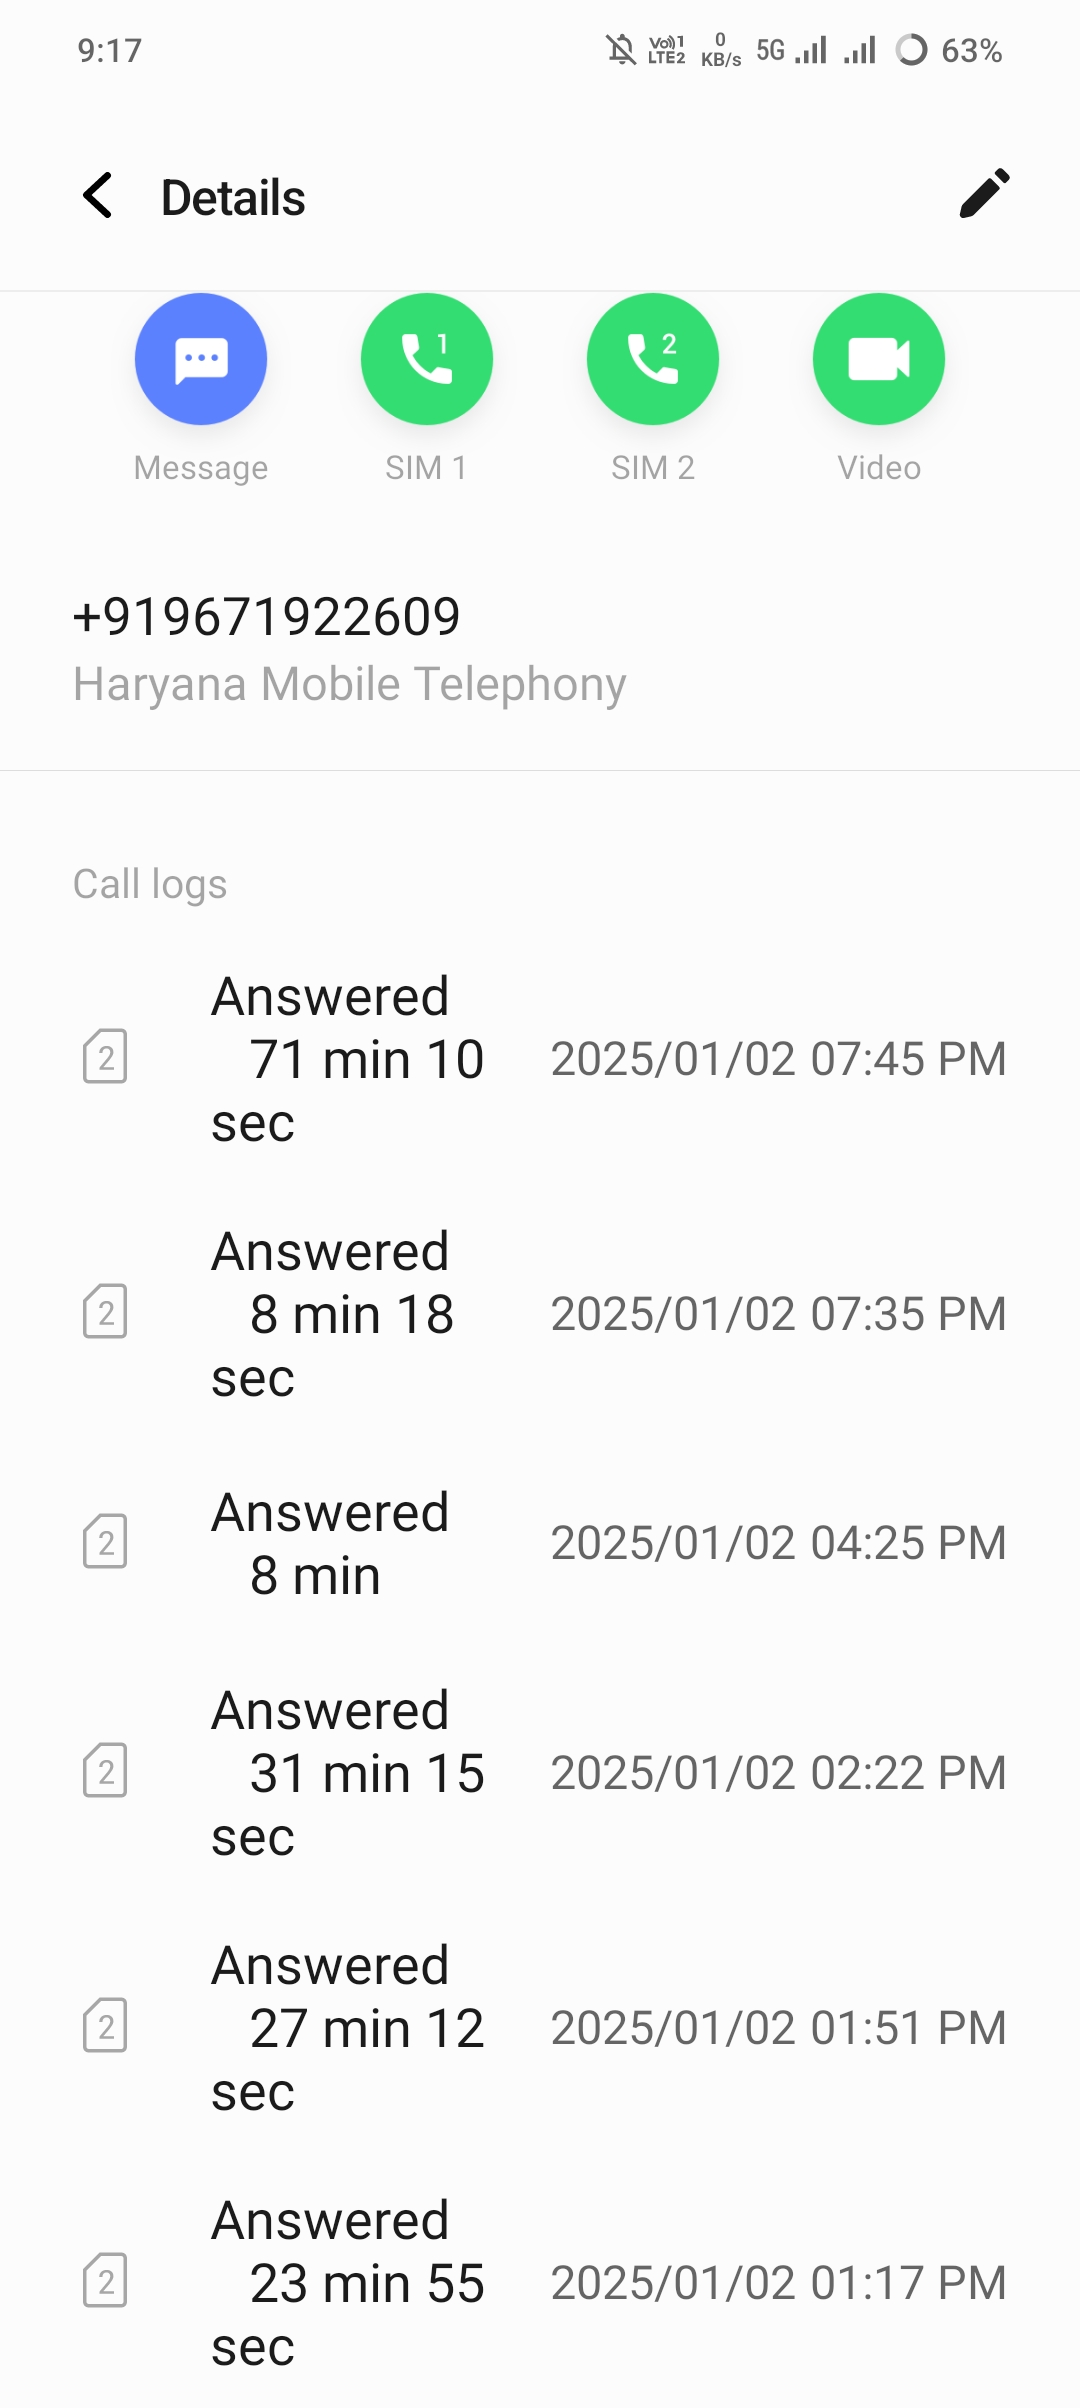 9:17 Vo))1 LTE2 0 KB/s 5G 63%
Details
1 2
Message SIM 1 SIM 2 Video
+919671922609
Haryana Mobile Telephony
Call logs
Answered
2 71 min 10 2025/01/02 07:45 PM
sec
Answered
2 8 min 18 2025/01/02 07:35 PM
sec
Answered
2 2025/01/02 04:25 PM
8 min
Answered
2 31 min 15 2025/01/02 02:22 PM
sec
Answered
2 27 min 12 2025/01/02 01:51 PM
sec
Answered
2 23 min 55 2025/01/02 01:17 PM
sec